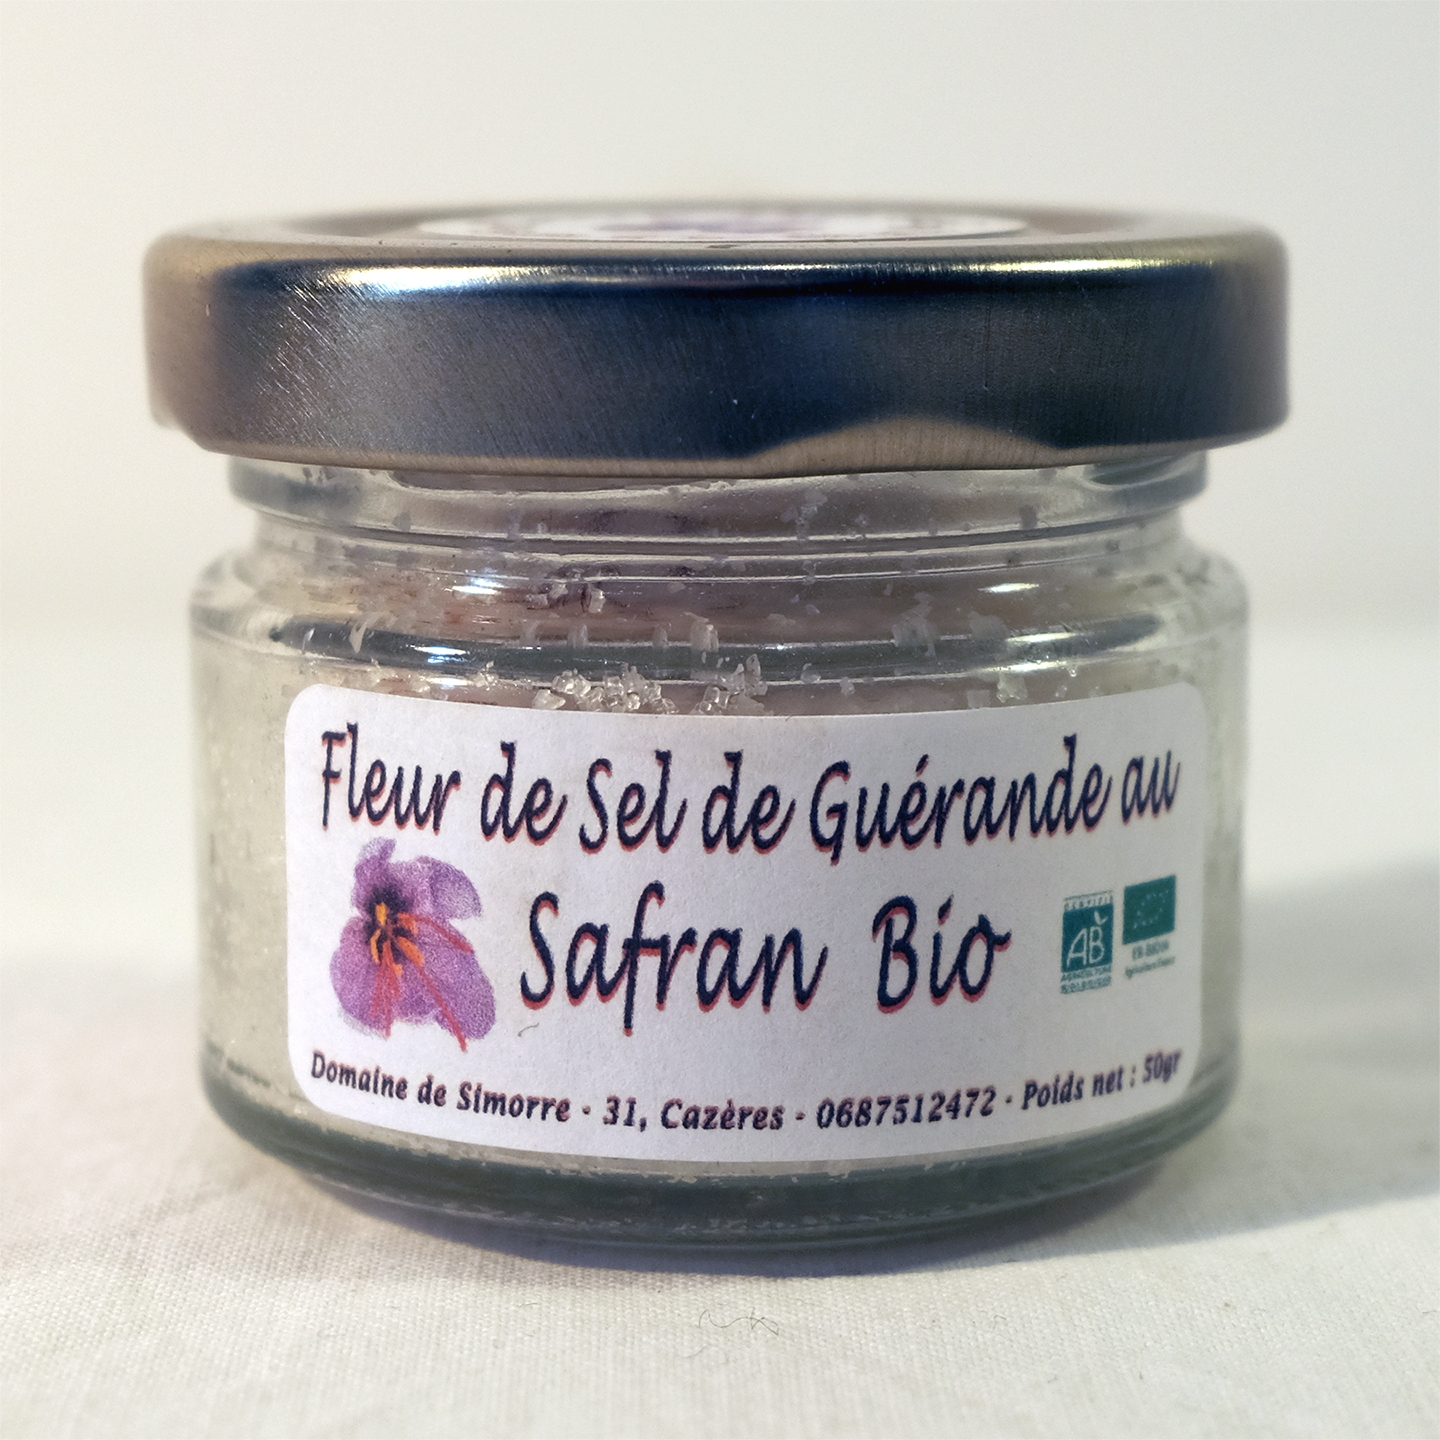 Fleur de Sel de Guérande au
Safran Bio
AB
Domaine de Simorre - 31, Cazères - 0687512472 - Poids net : 50gr